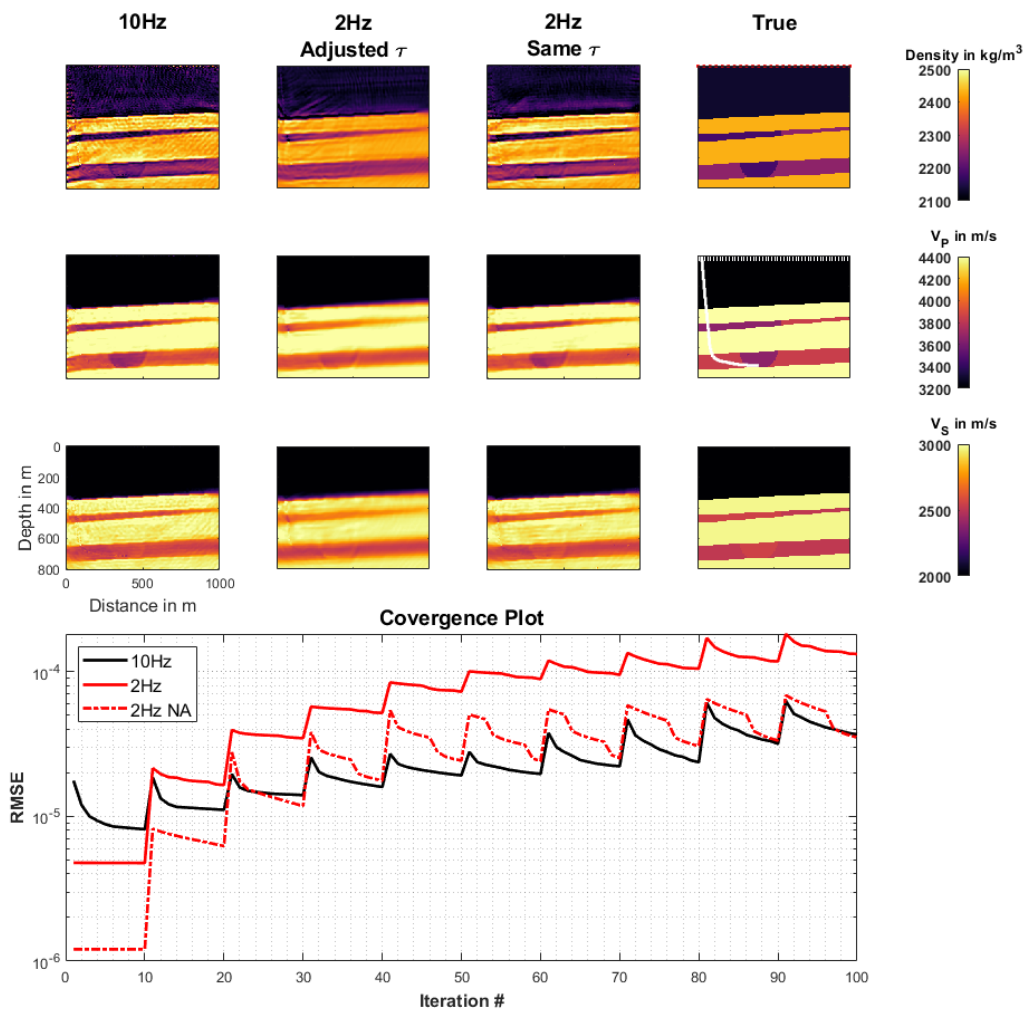 10Hz
2Hz
Adjusted τ
2Hz
Same τ
True
Density in kg/m³
2500
2400
2300
2200
2100
V_P in m/s
4400
4200
4000
3800
3600
3400
3200
V_S in m/s
3000
2500
2000
0
200
400
600
800
Depth in m
0
500
1000
Distance in m
Covergence Plot
10Hz
2Hz
2Hz NA
10⁻⁴
10⁻⁵
10⁻⁶
RMSE
0
10
20
30
40
50
60
70
80
90
100
Iteration #